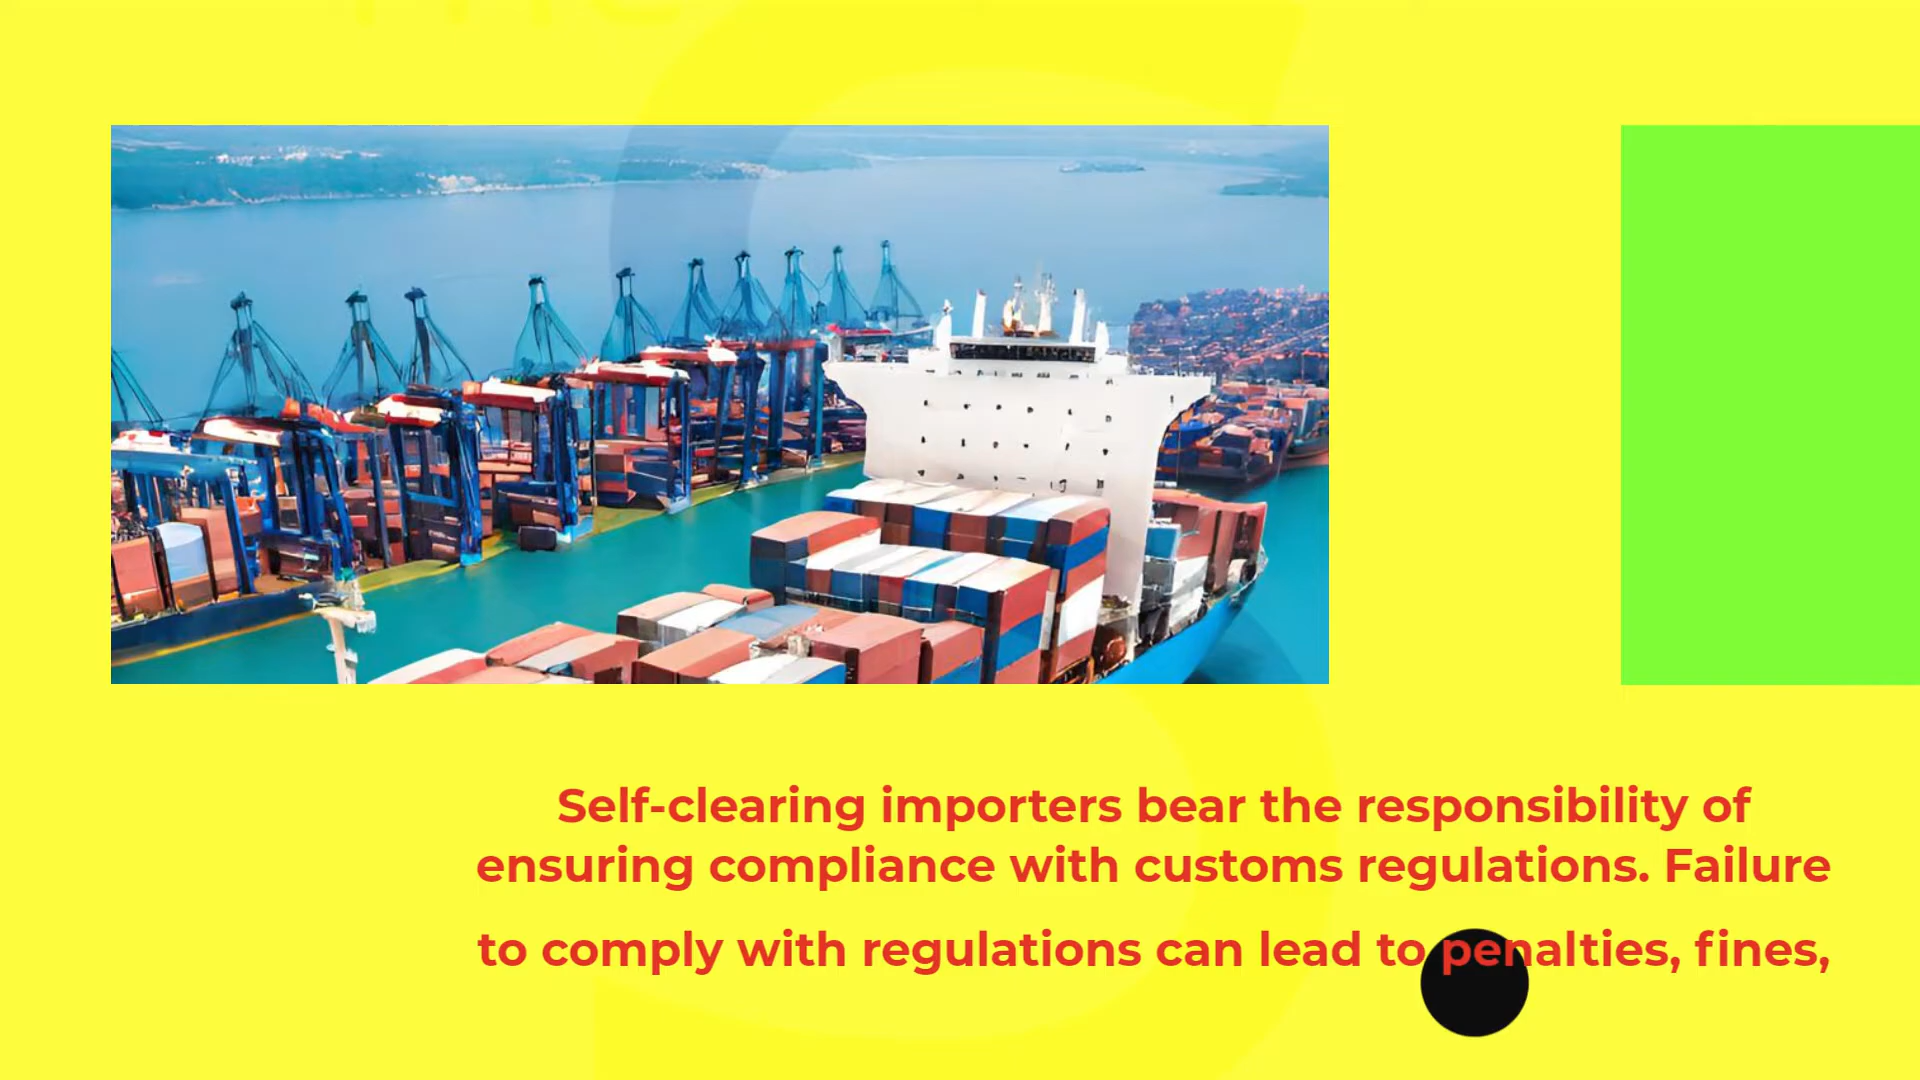 Self-clearing importers bear the responsibility of
ensuring compliance with customs regulations. Failure
to comply with regulations can lead to penalties, fines,